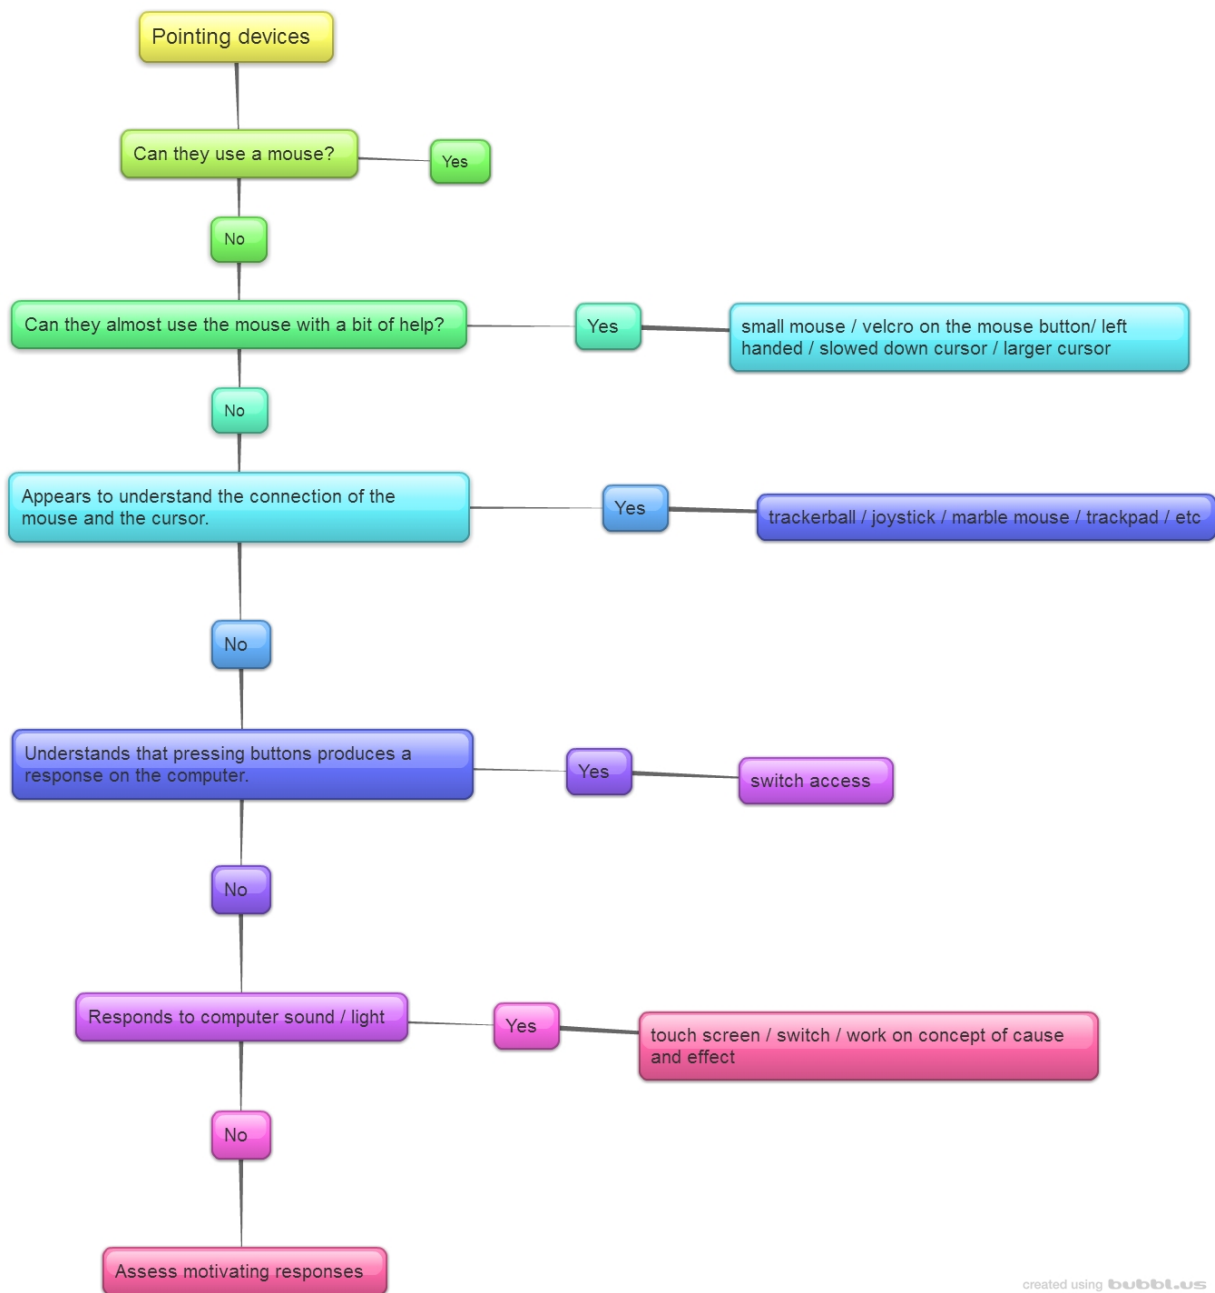 Pointing devices
Can they use a mouse?
Yes
No
Can they almost use the mouse with a bit of help?
Yes
small mouse / velcro on the mouse button/ left
handed / slowed down cursor / larger cursor
No
Appears to understand the connection of the
mouse and the cursor.
Yes
trackerball / joystick / marble mouse / trackpad / etc
No
Understands that pressing buttons produces a
response on the computer.
Yes
switch access
No
Responds to computer sound / light
Yes
touch screen / switch / work on concept of cause
and effect
No
Assess motivating responses
created using bubbl.us